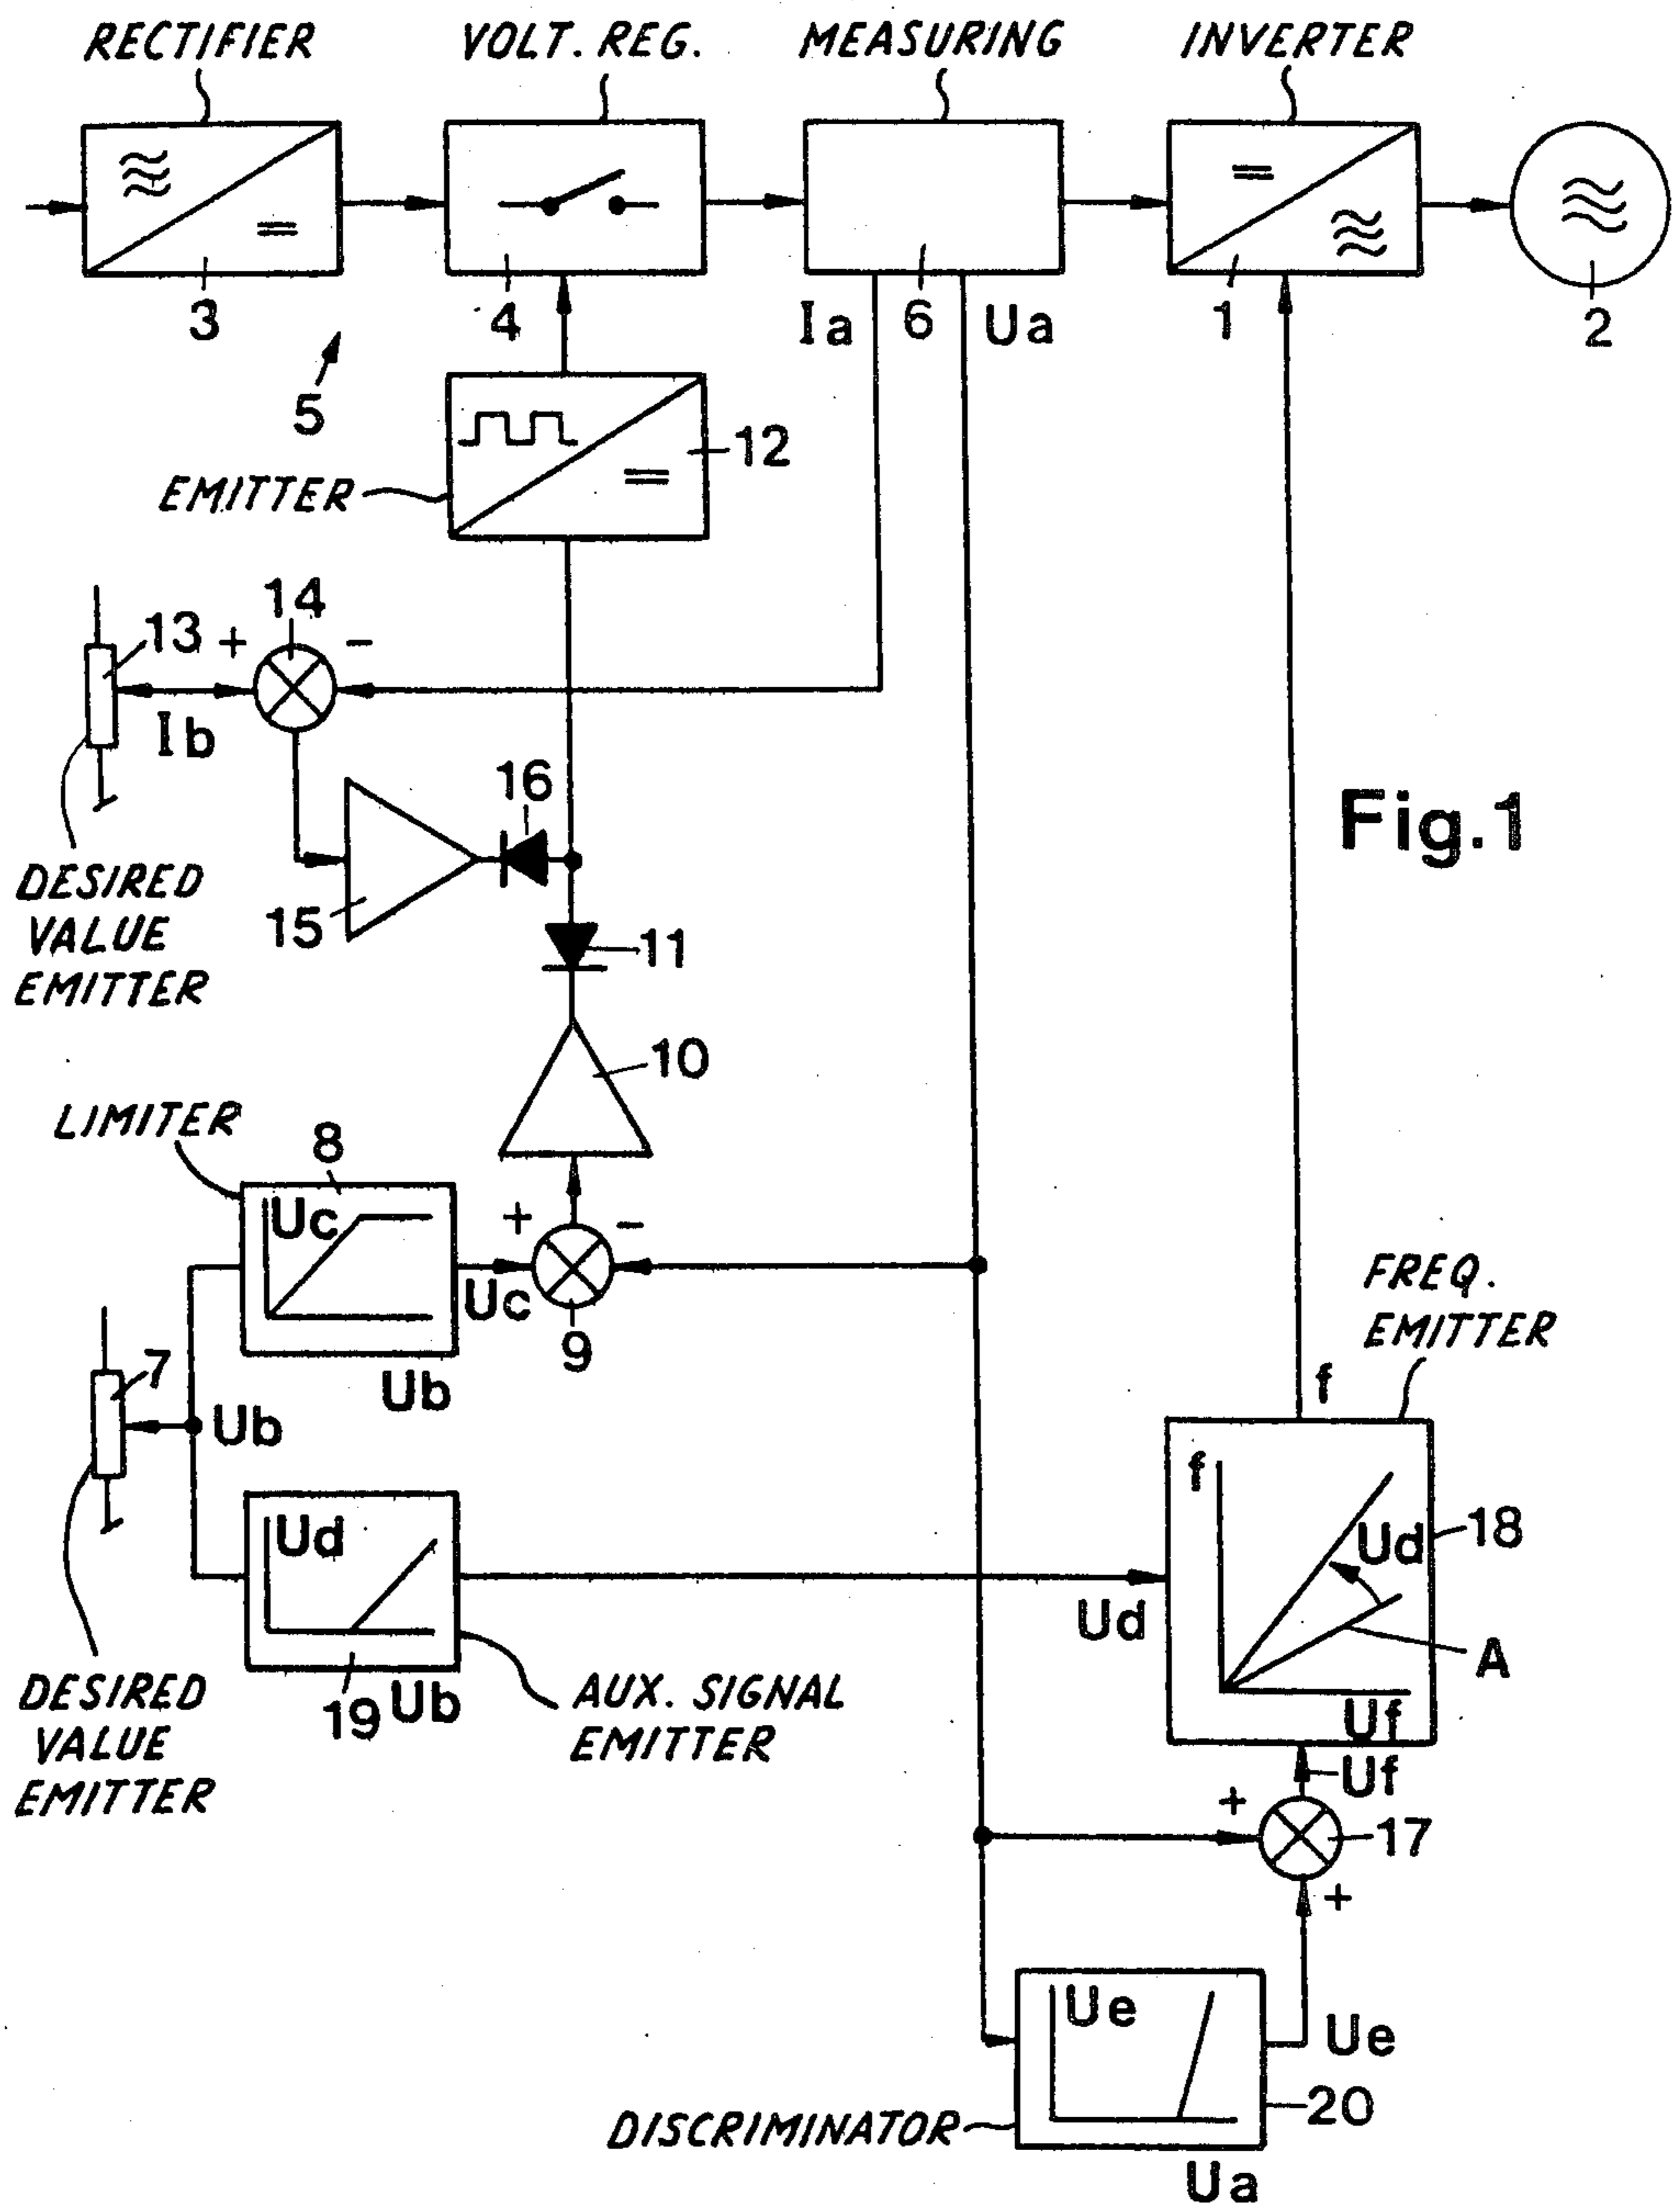 RECTIFIER
VOLT. REG.
MEASURING
INVERTER
3
4
Ia
6
Ua
1
2
5
12
EMITTER
14
13
+
-
Ib
16
Fig.1
DESIRED
VALUE
EMITTER
15
11
10
LIMITER
8
Uc
+
-
Uc
9
Ub
FREQ.
EMITTER
7
Ub
f
f
Ud
18
Ud
Ud
A
DESIRED
VALUE
EMITTER
19
Ub
AUX. SIGNAL
EMITTER
Uf
Uf
+
17
+
Ue
Ue
20
DISCRIMINATOR
Ua